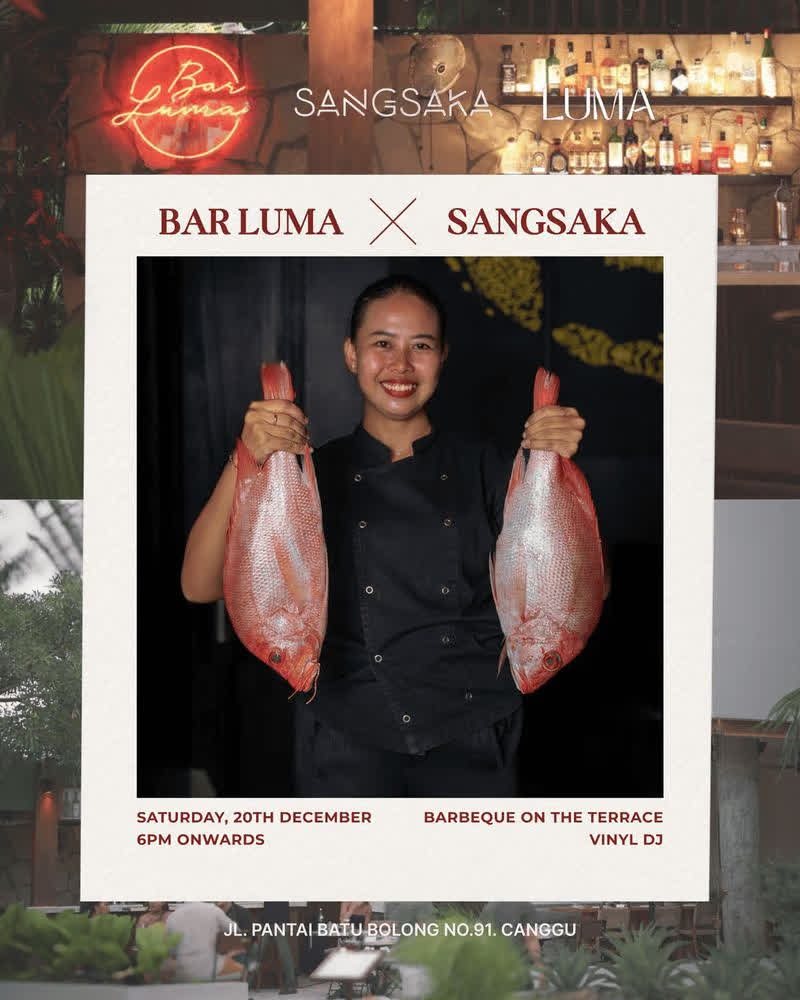 Bar
Luma
SANGSAKA
LUMA
BAR LUMA X SANGSAKA
SATURDAY, 20TH DECEMBER
6PM ONWARDS
BARBEQUE ON THE TERRACE
VINYL DJ
JL. PANTAI BATU BOLONG NO.91. CANGGU